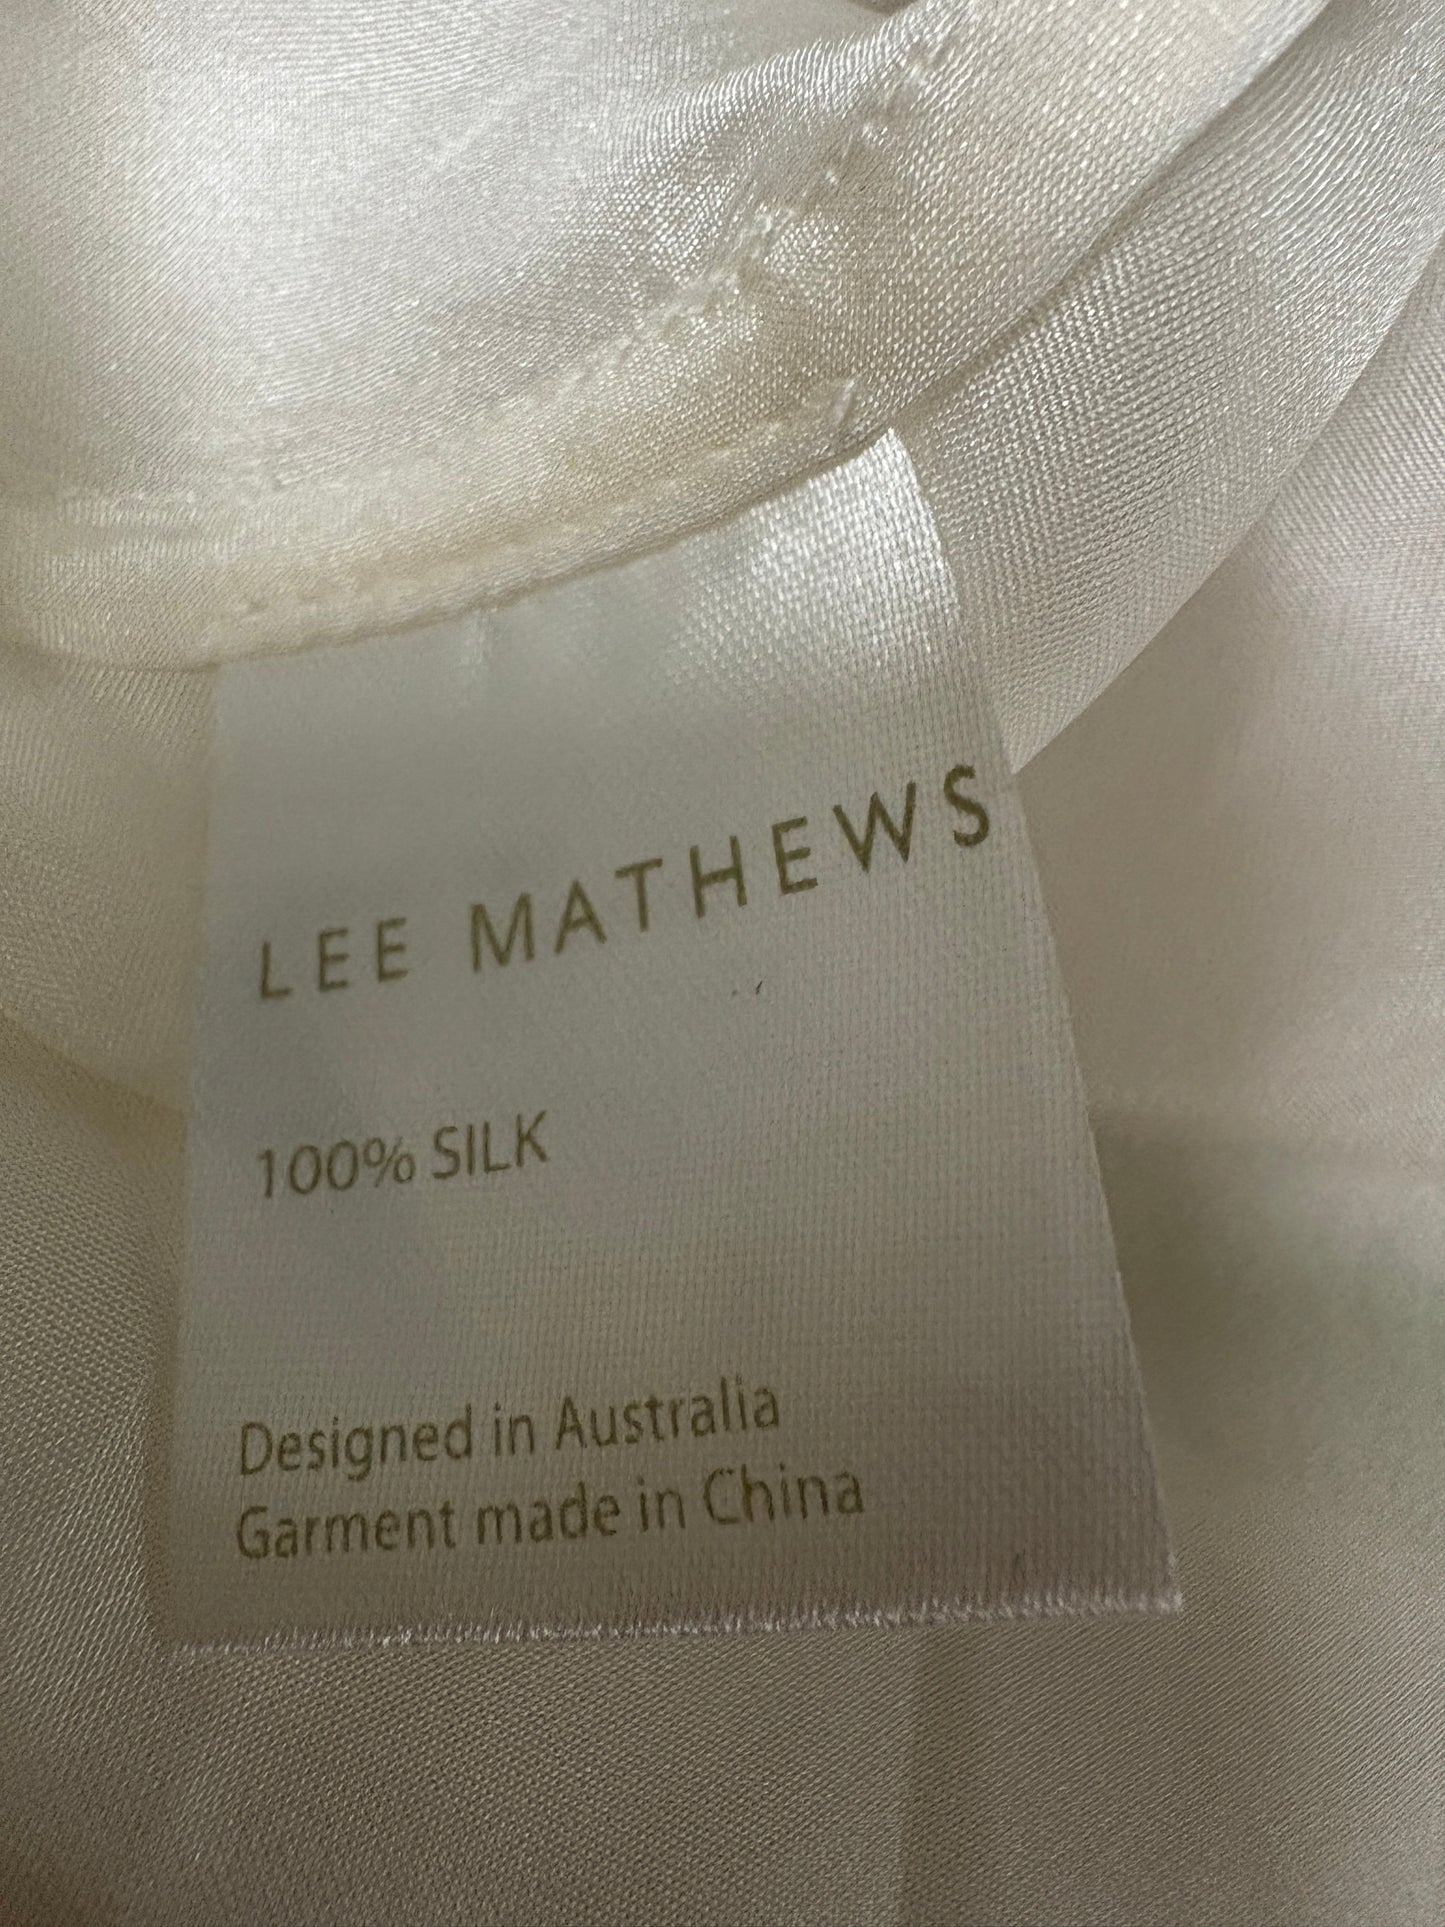 LEE MATHEWS
100% SILK
Designed in Australia
Garment made in China